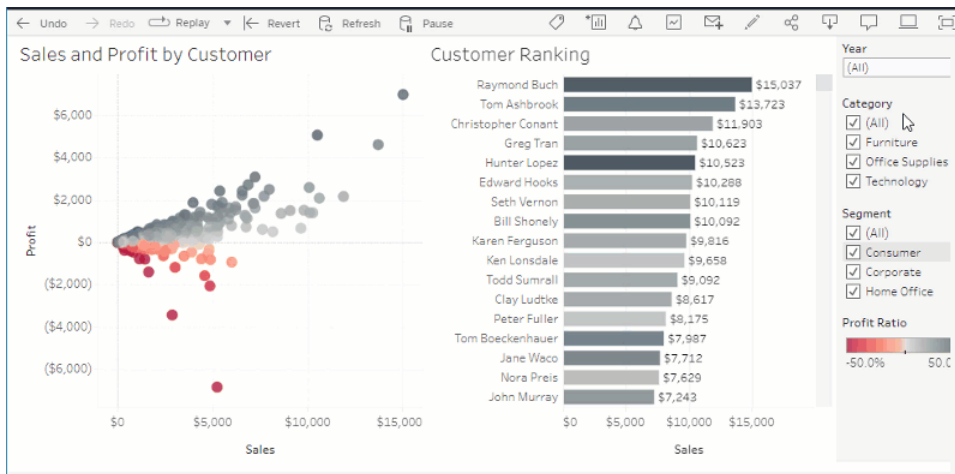 Undo Redo Replay Revert Refresh Pause
Sales and Profit by Customer
$6,000
$4,000
$2,000
$0
($2,000)
($4,000)
($6,000)
Profit
$0 $5,000 $10,000 $15,000
Sales
Customer Ranking
Raymond Buch $15,037
Tom Ashbrook $13,723
Christopher Conant $11,903
Greg Tran $10,623
Hunter Lopez $10,523
Edward Hooks $10,288
Seth Vernon $10,119
Bill Shonely $10,092
Karen Ferguson $9,816
Ken Lonsdale $9,658
Todd Sumrall $9,092
Clay Ludtke $8,617
Peter Fuller $8,175
Tom Boeckenhauer $7,987
Jane Waco $7,712
Nora Preis $7,629
John Murray $7,243
$0 $5,000 $10,000 $15,000
Sales
Year
(All)
Category
(All)
Furniture
Office Supplies
Technology
Segment
(All)
Consumer
Corporate
Home Office
Profit Ratio
-50.0% 50.0